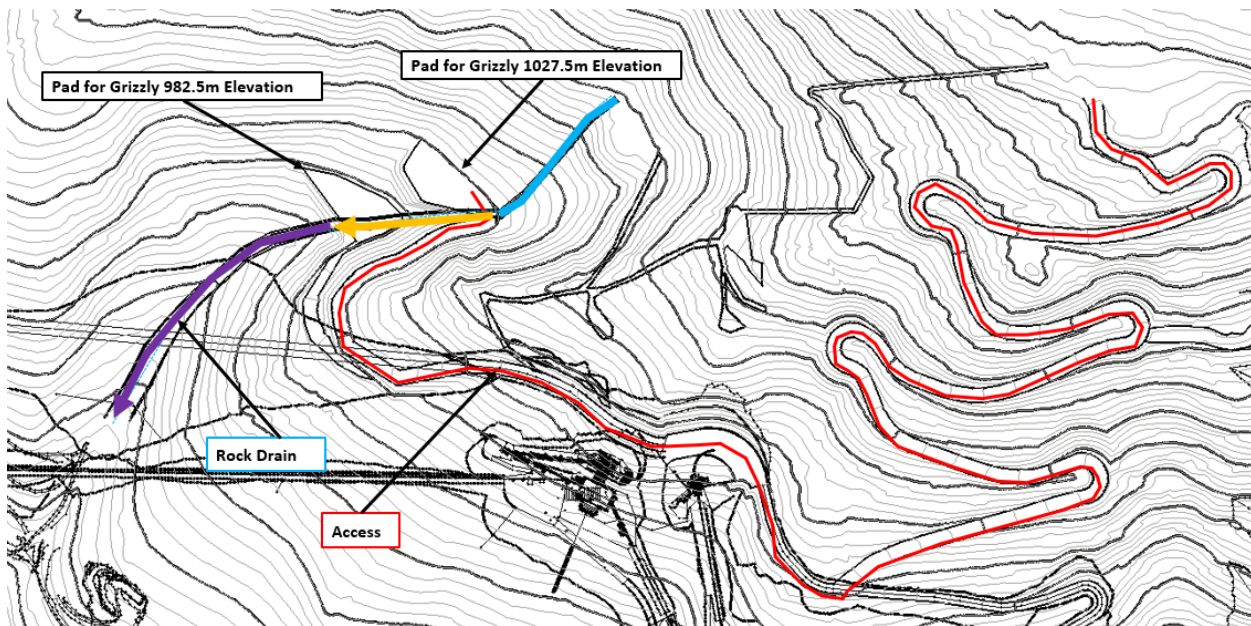 Pad for Grizzly 1027.5m Elevation
Pad for Grizzly 982.5m Elevation
Rock Drain
Access